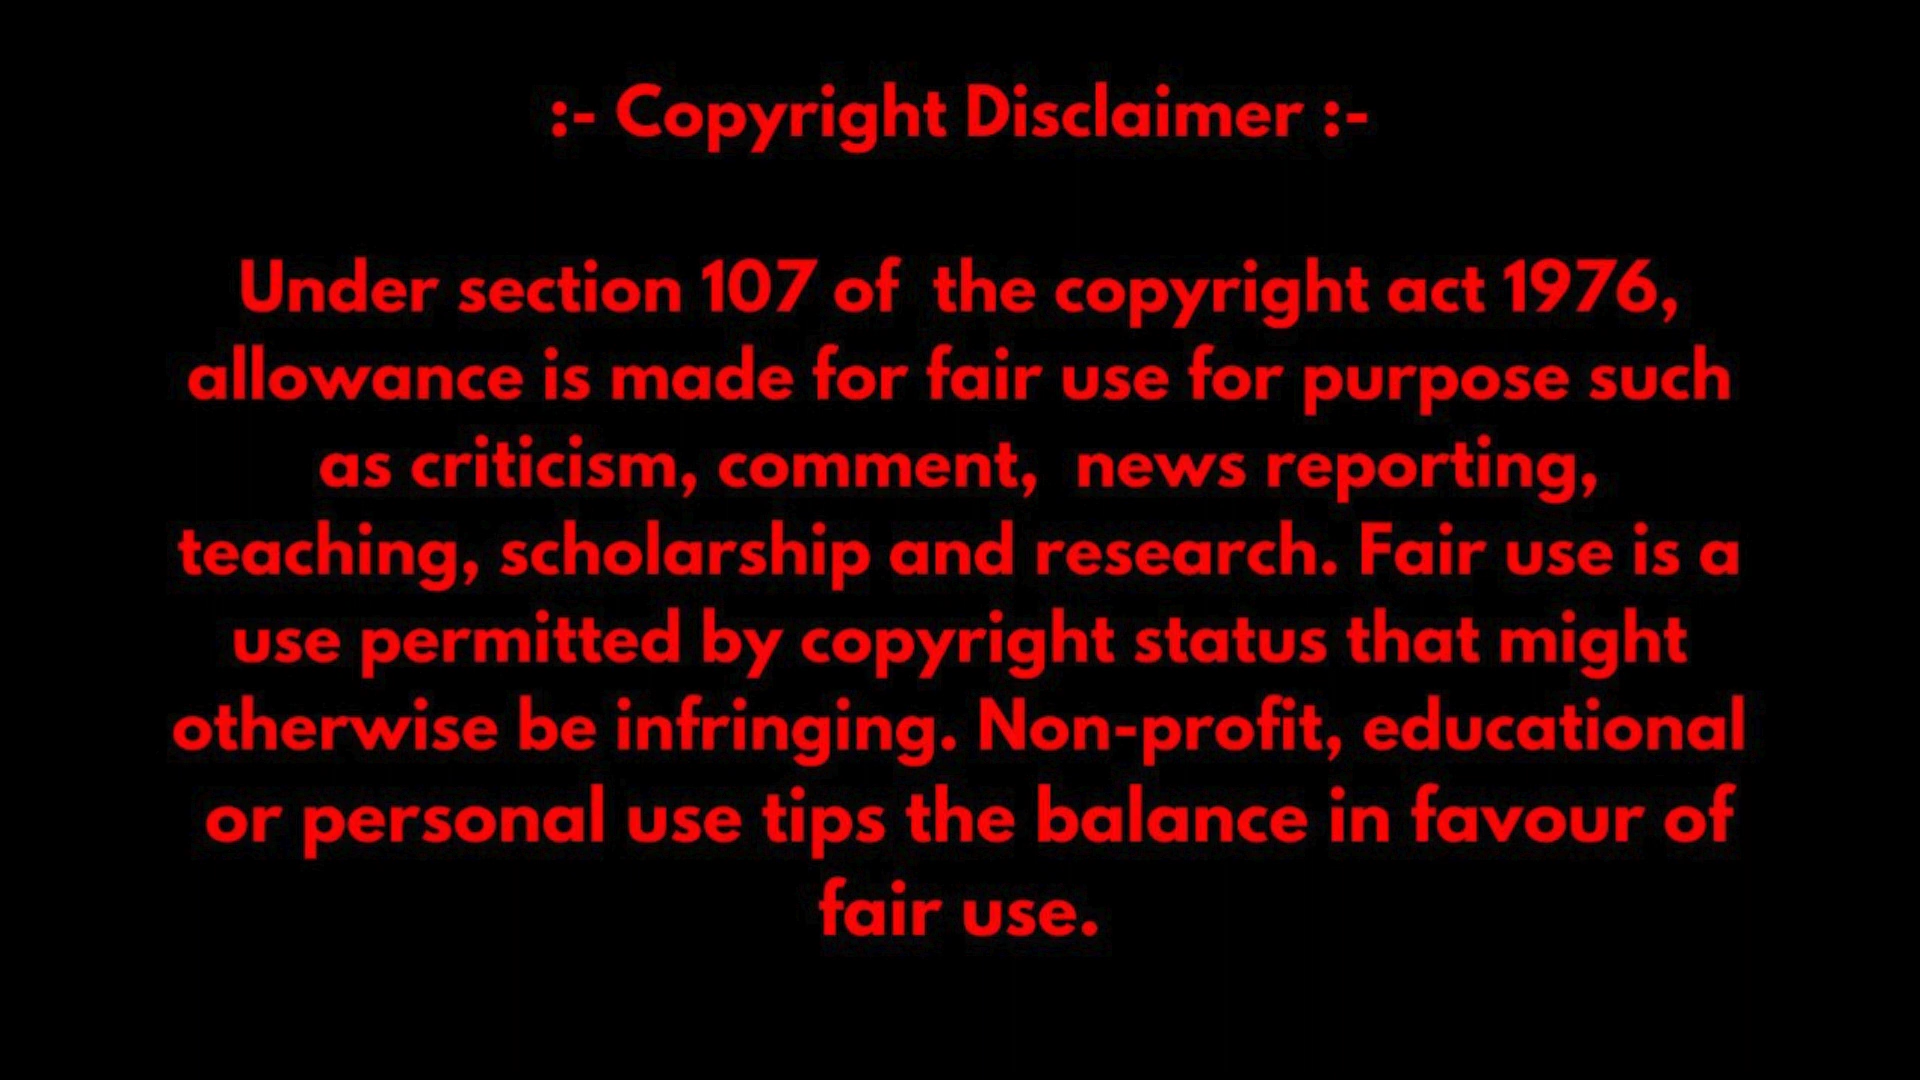 :- Copyright Disclaimer :-
Under section 107 of the copyright act 1976,
allowance is made for fair use for purpose such
as criticism, comment, news reporting,
teaching, scholarship and research. Fair use is a
use permitted by copyright status that might
otherwise be infringing. Non-profit, educational
or personal use tips the balance in favour of
fair use.